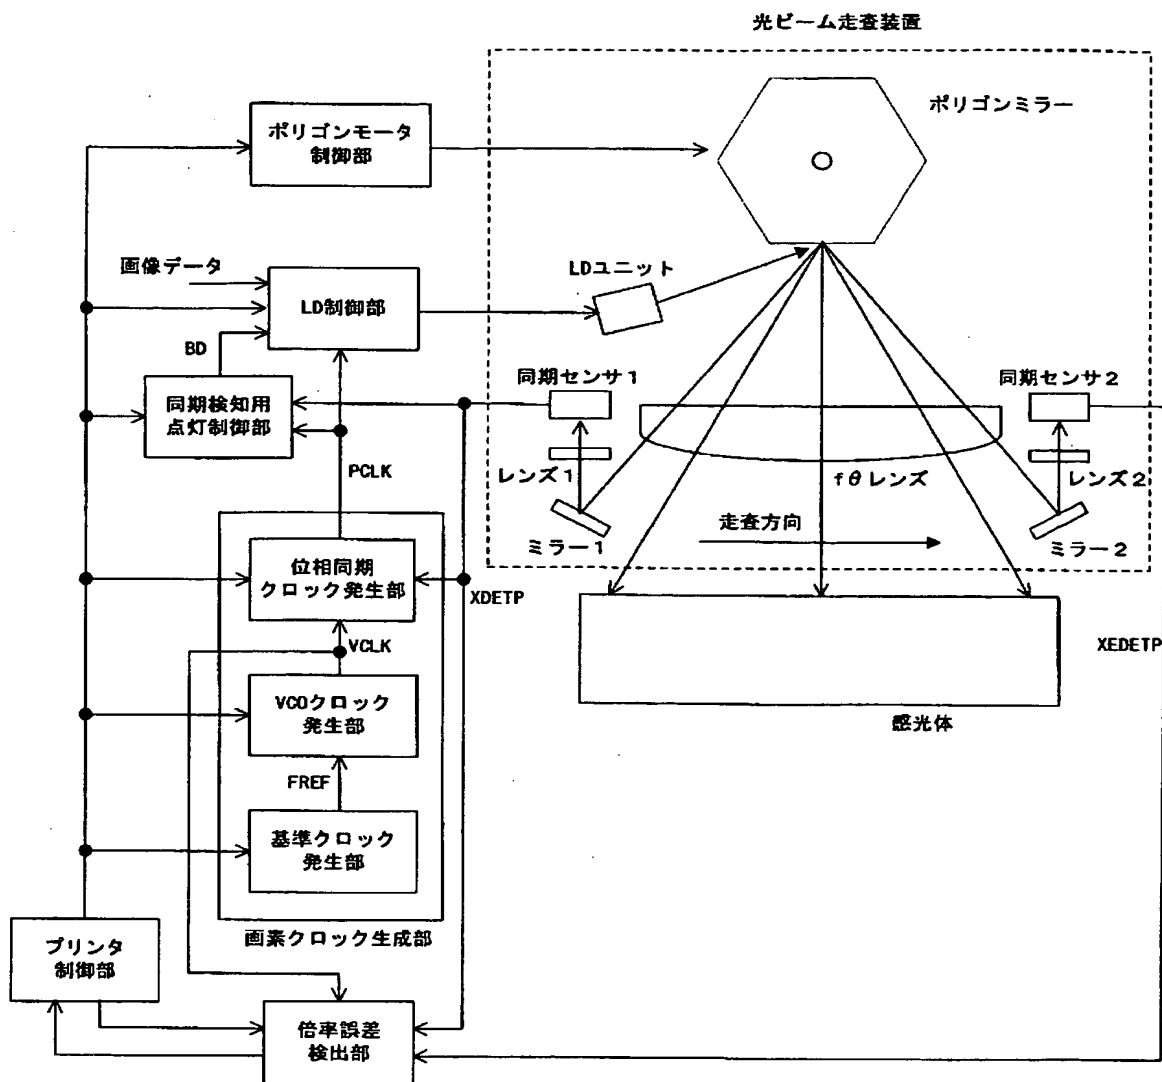 光ビーム走査装置
ポリゴンミラー
ポリゴンモータ
制御部
画像データ
LD制御部
LDユニット
BD
同期検知用
点灯制御部
PCLK
同期センサ1
同期センサ2
レンズ1
fθレンズ
レンズ2
ミラー1
走査方向
ミラー2
位相同期
クロック発生部
XDETP
VCLK
XEDETP
VCOクロック
発生部
感光体
FREF
基準クロック
発生部
画素クロック生成部
プリンタ
制御部
倍率誤差
検出部